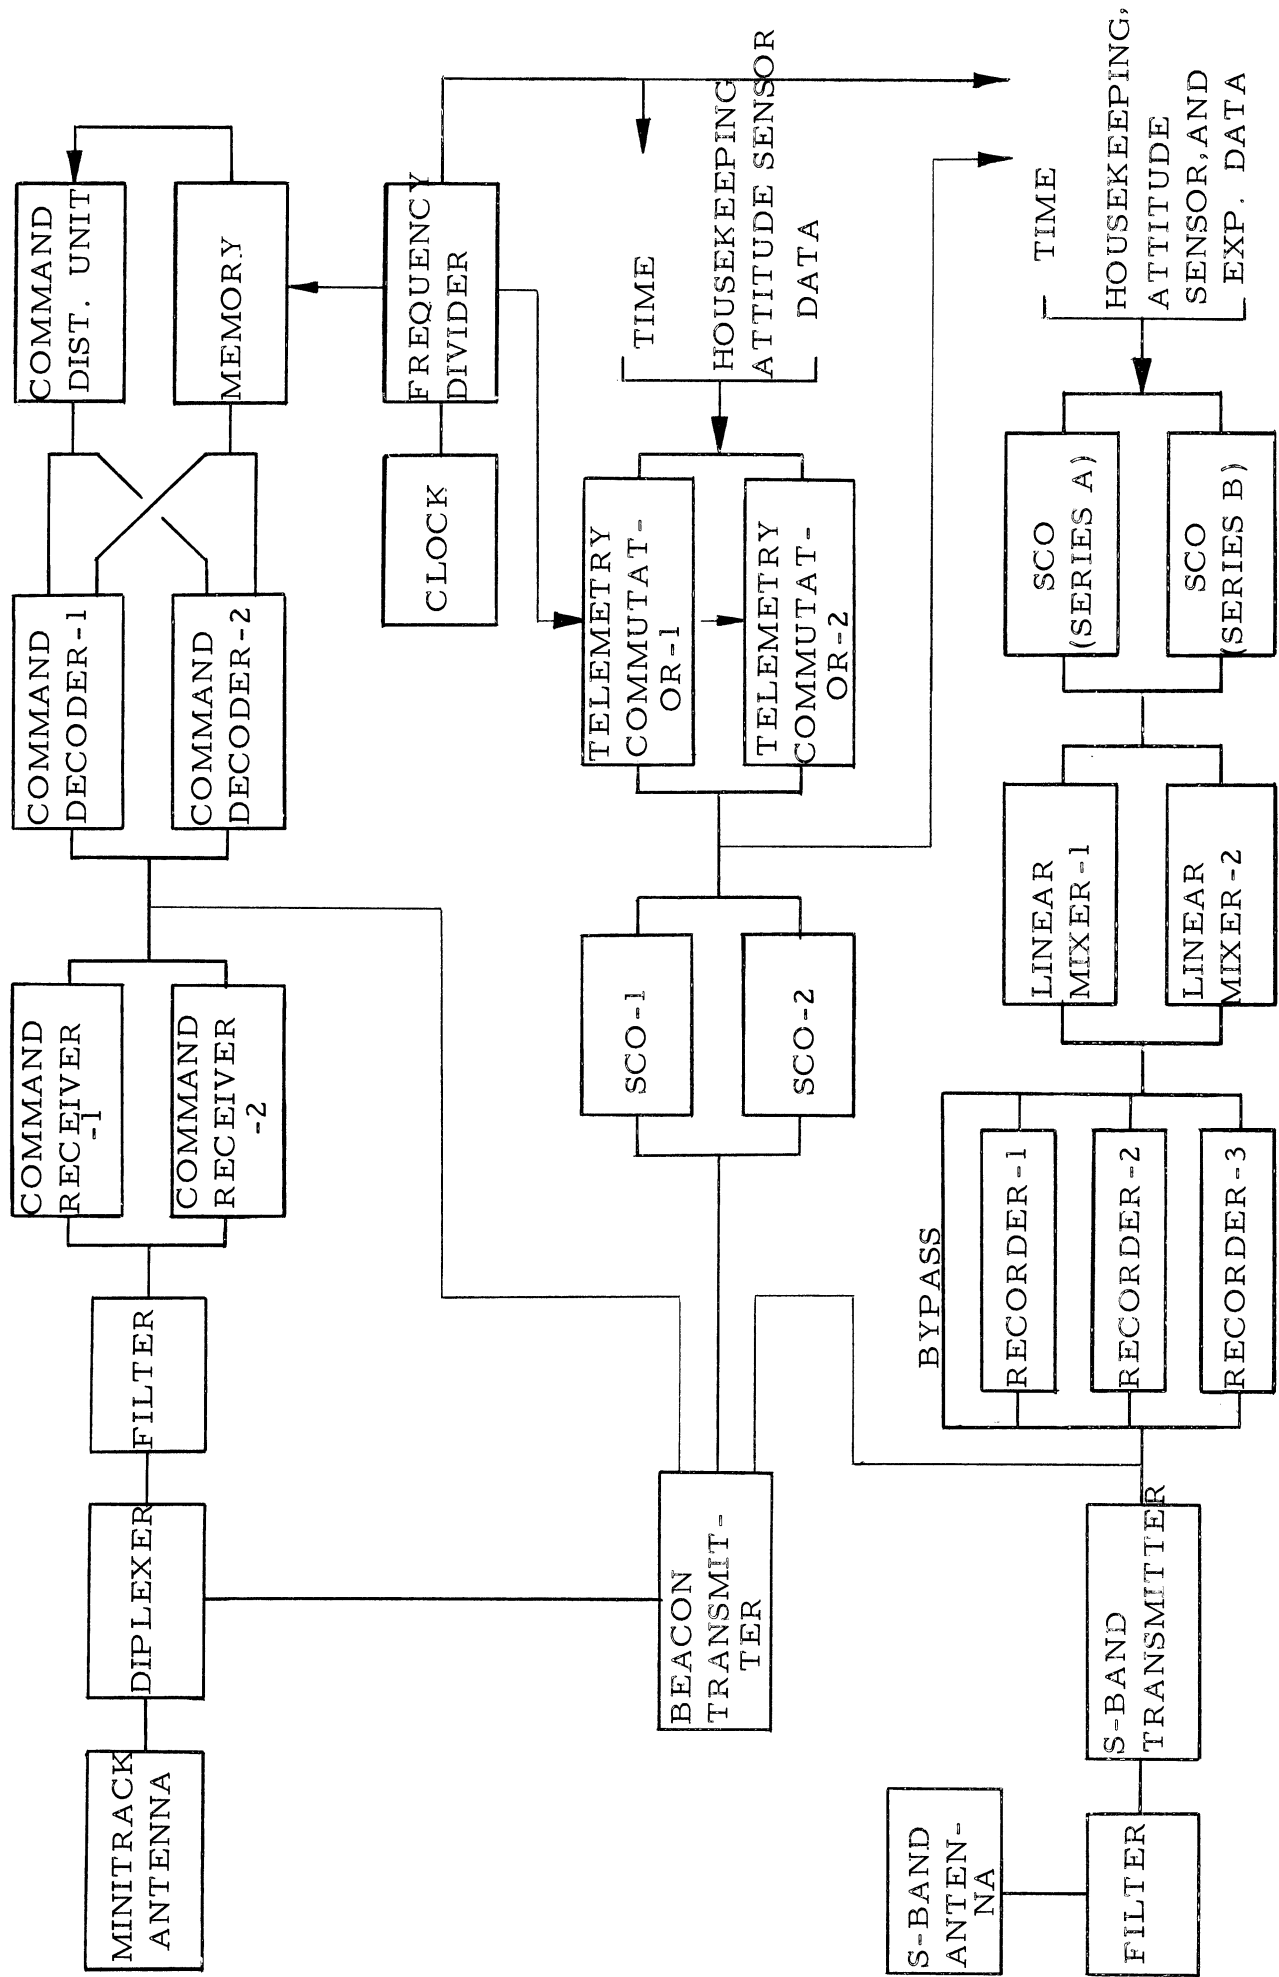 MINITRACK
ANTENNA
DIPLEXER
FILTER
COMMAND
RECEIVER
-1
COMMAND
RECEIVER
-2
COMMAND
DECODER-1
COMMAND
DECODER-2
COMMAND
DIST. UNIT
MEMORY
CLOCK
FREQUENCY
DIVIDER
BEACON
TRANSMIT-
TER
SCO-1
SCO-2
TELEMETRY
COMMUTAT-
OR-1
TELEMETRY
COMMUTAT-
OR-2
TIME
HOUSEKEEPING
ATTITUDE SENSOR
DATA
S-BAND
ANTEN-
NA
FILTER
S-BAND
TRANSMITTER
BYPASS
RECORDER-1
RECORDER-2
RECORDER-3
LINEAR
MIXER-1
LINEAR
MIXER-2
SCO
(SERIES A)
SCO
(SERIES B)
TIME
HOUSEKEEPING,
ATTITUDE
SENSOR, AND
EXP. DATA